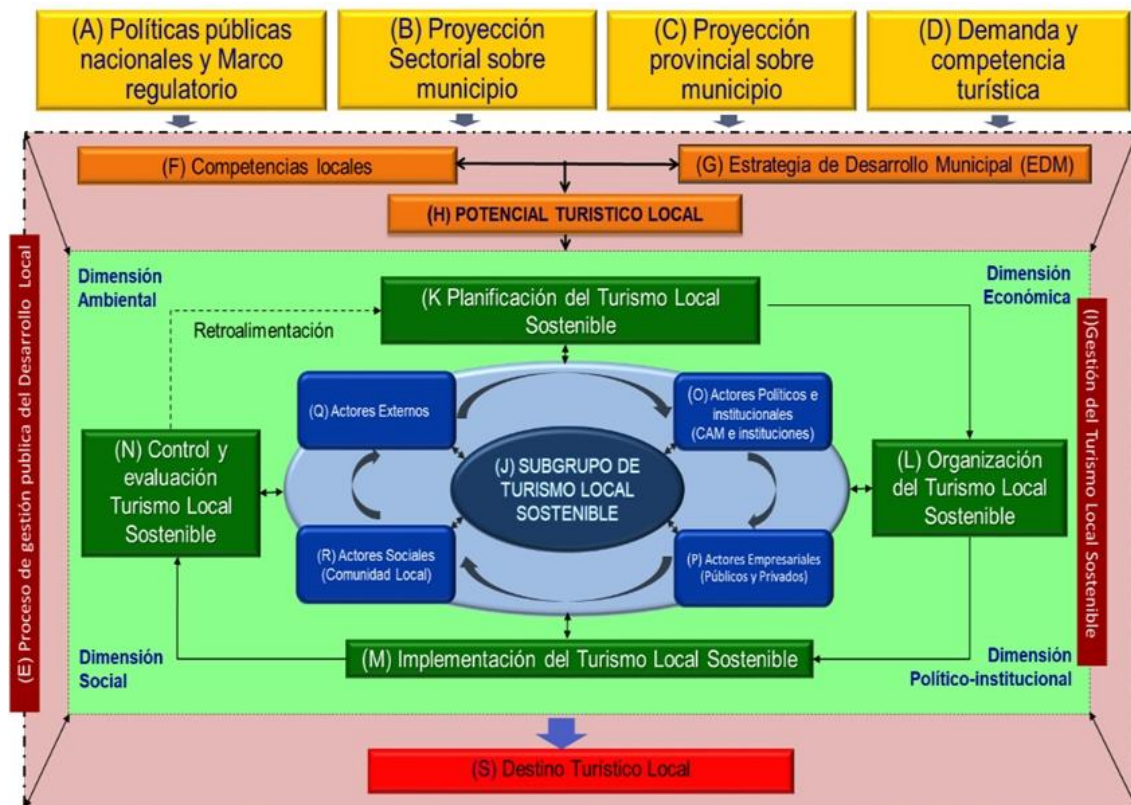 (A) Políticas públicas
nacionales y Marco
regulatorio
(B) Proyección
Sectorial sobre
municipio
(C) Proyección
provincial sobre
municipio
(D) Demanda y
competencia
turística
(F) Competencias locales
(G) Estrategia de Desarrollo Municipal (EDM)
(H) POTENCIAL TURISTICO LOCAL
(E) Proceso de gestión publica del Desarrollo Local
Dimensión
Ambiental
Dimensión
Económica
(K Planificación del Turismo Local
Sostenible
Retroalimentación
(I)Gestión del Turismo Local Sostenible
(Q) Actores Externos
(O) Actores Políticos e
institucionales
(CAM e instituciones)
(N) Control y
evaluación
Turismo Local
Sostenible
(J) SUBGRUPO DE
TURISMO LOCAL
SOSTENIBLE
(L) Organización
del Turismo Local
Sostenible
(R) Actores Sociales
(Comunidad Local)
(P) Actores Empresariales
(Públicos y Privados)
(M) Implementación del Turismo Local Sostenible
Dimensión
Social
Dimensión
Político-institucional
(S) Destino Turístico Local